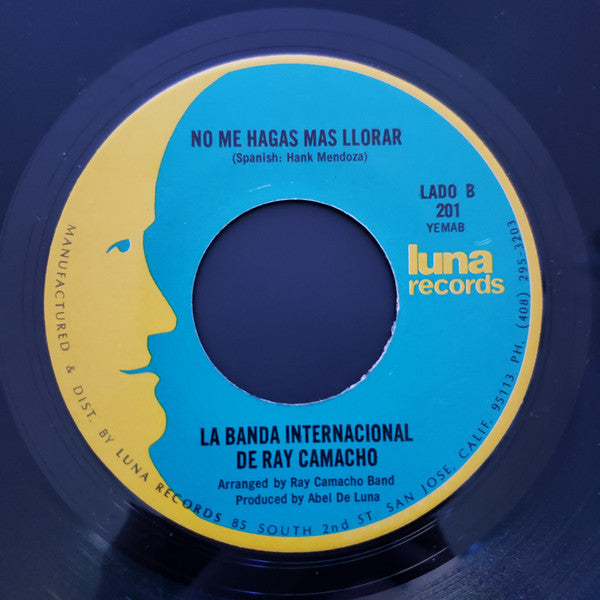 NO ME HAGAS MAS LLORAR
(Spanish: Hank Mendoza)
LADO B
201
YEMAB
luna
records
LA BANDA INTERNACIONAL
DE RAY CAMACHO
Arranged by Ray Camacho Band
Produced by Abel De Luna
MANUFACTURED & DIST. BY LUNA RECORDS 85 SOUTH 2nd ST. SAN JOSE, CALIF. 95113 PH. (408) 295-3203